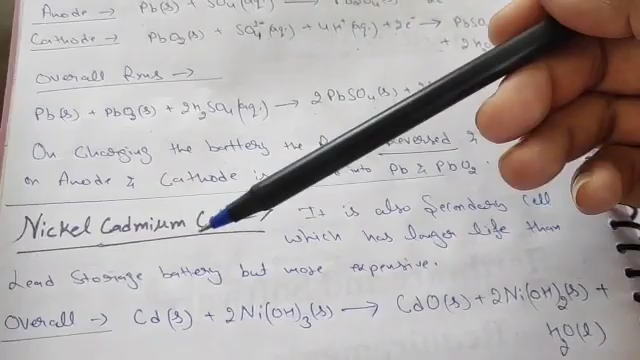 Anode → Pb(s) + SO₄
Cathode → PbO₂(s) + SO₄²⁻(aq.) + 4H⁺(aq.) + 2e⁻ → PbSO
+ 2H₂O
Overall Rxns →
Pb(s) + PbO₂(s) + 2H₂SO₄(aq.) → 2PbSO₄(s) +
On Charging the battery the reversed &
on Anode & Cathode is into Pb & PbO₂.
Nickel Cadmium → It is also Secondary Cell
which has larger life than
Lead Storage battery but more expensive.
Overall → Cd(s) + 2Ni(OH)₃(s) → CdO(s) + 2Ni(OH)₂(s) +
H₂O(l)